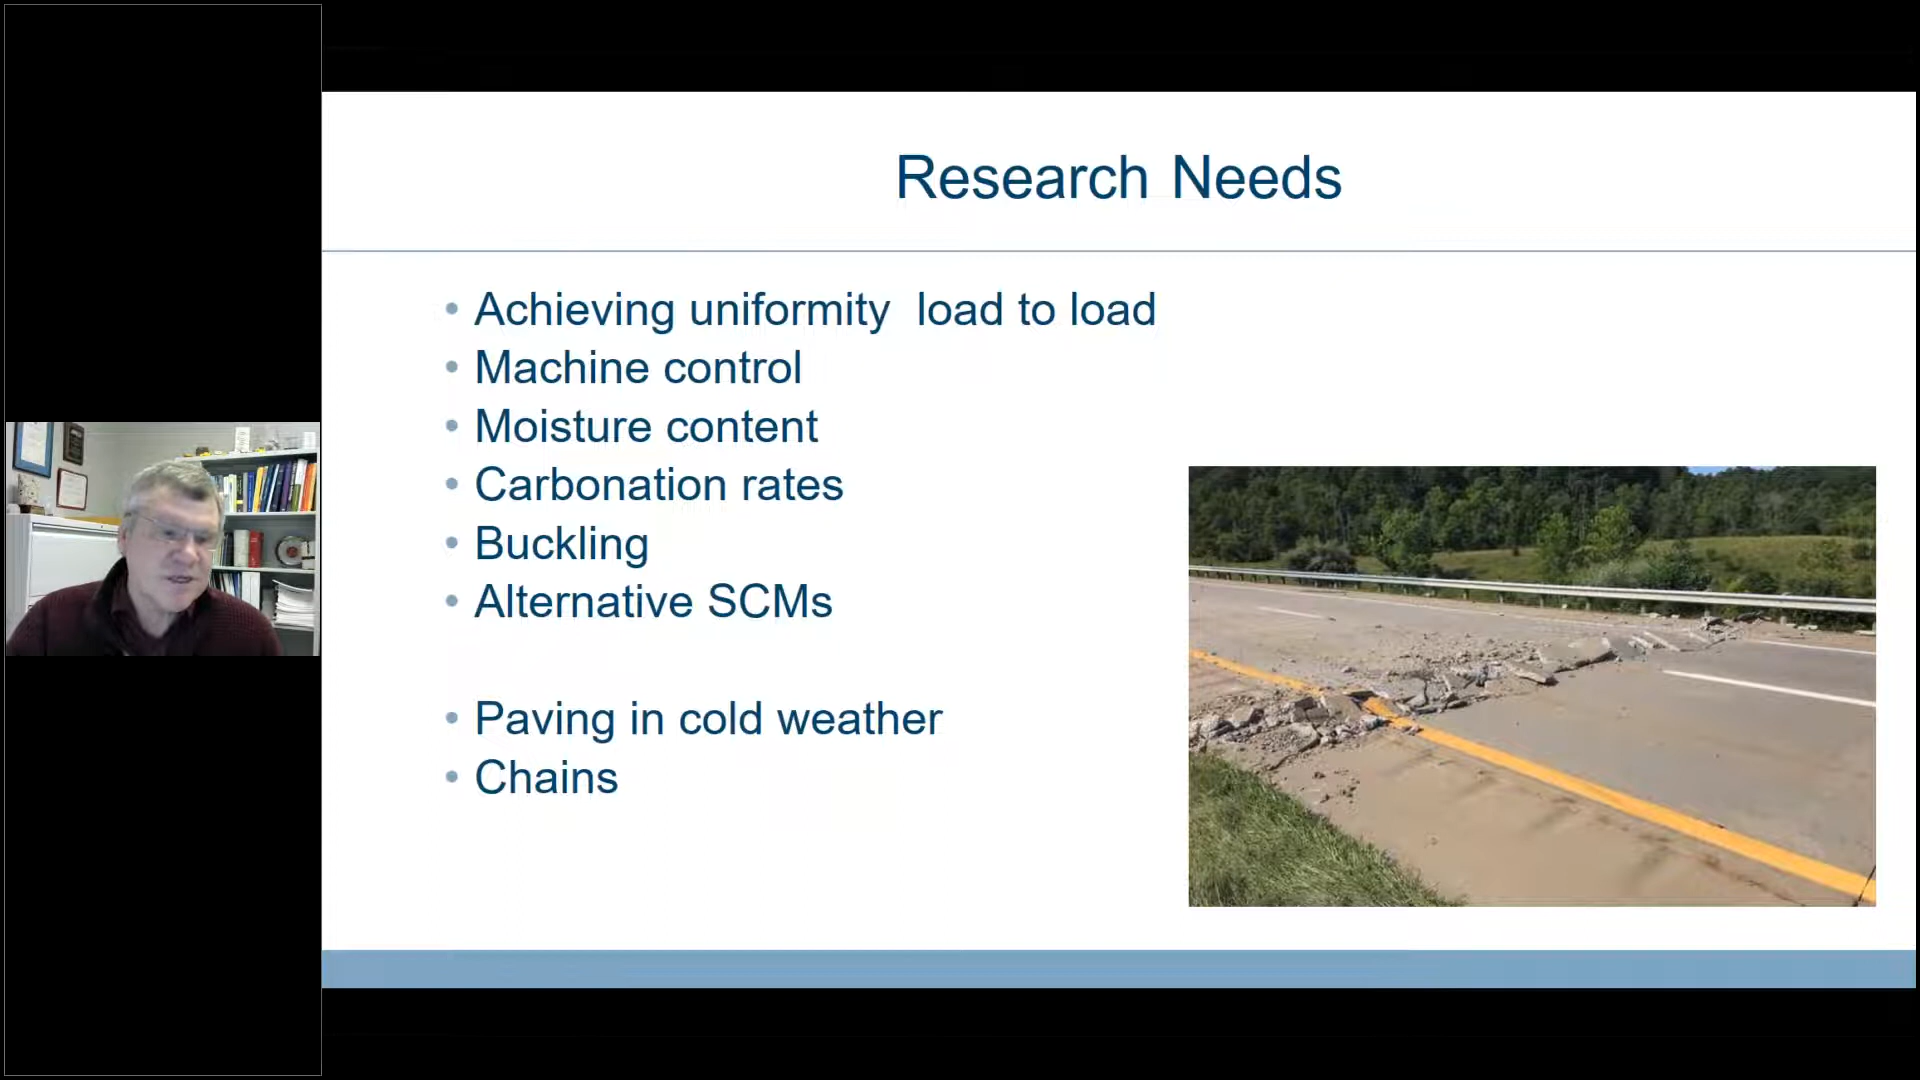 Research Needs
• Achieving uniformity  load to load
• Machine control
• Moisture content
• Carbonation rates
• Buckling
• Alternative SCMs
• Paving in cold weather
• Chains